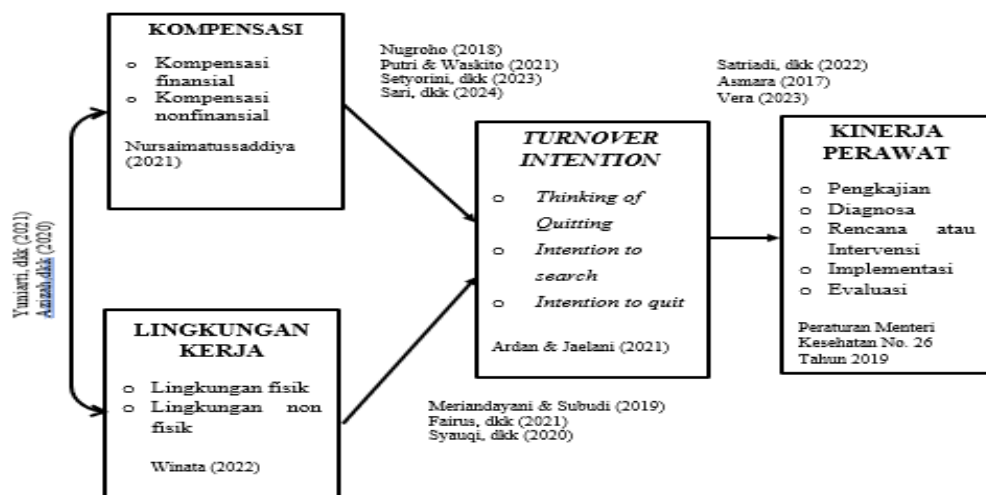 KOMPENSASI
o Kompensasi
finansial
o Kompensasi
nonfinansial
Nursaimatussaddiya
(2021)
Nugroho (2018)
Putri & Waskito (2021)
Setyorini, dkk (2023)
Sari, dkk (2024)
Satriadi, dkk (2022)
Asmara (2017)
Vera (2023)
Yuniarti, dkk (2021)
Azizah,dkk (2020)
TURNOVER
INTENTION
o Thinking of
Quitting
o Intention to
search
o Intention to quit
Ardan & Jaelani (2021)
KINERJA
PERAWAT
o Pengkajian
o Diagnosa
o Rencana atau
Intervensi
o Implementasi
o Evaluasi
Peraturan Menteri
Kesehatan No. 26
Tahun 2019
LINGKUNGAN
KERJA
o Lingkungan fisik
o Lingkungan non
fisik
Winata (2022)
Meriandayani & Subudi (2019)
Fairus, dkk (2021)
Syauqi, dkk (2020)